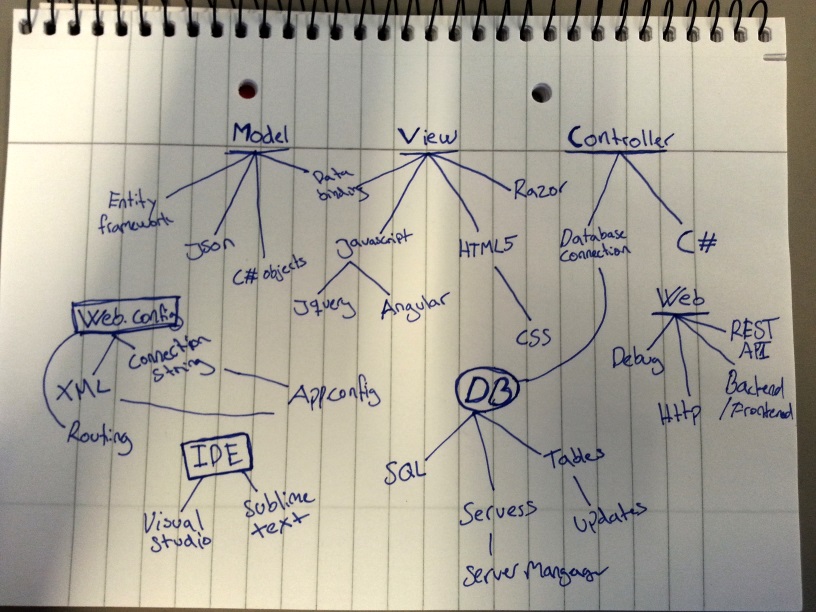 Model View Controller
Data
binding
Razor
Entity
framework
Json
C# objects
Javascript
HTML5
Database
Connection
C#
Jquery
Angular
CSS
Web
REST
API
Debug
Http
Backend
/Frontend
Web.config
Connection
String
XML
Routing
Appconfig
IDE
Visual
Studio
Sublime
text
DB
SQL
Servess
Server Mangager
Tables
Updates